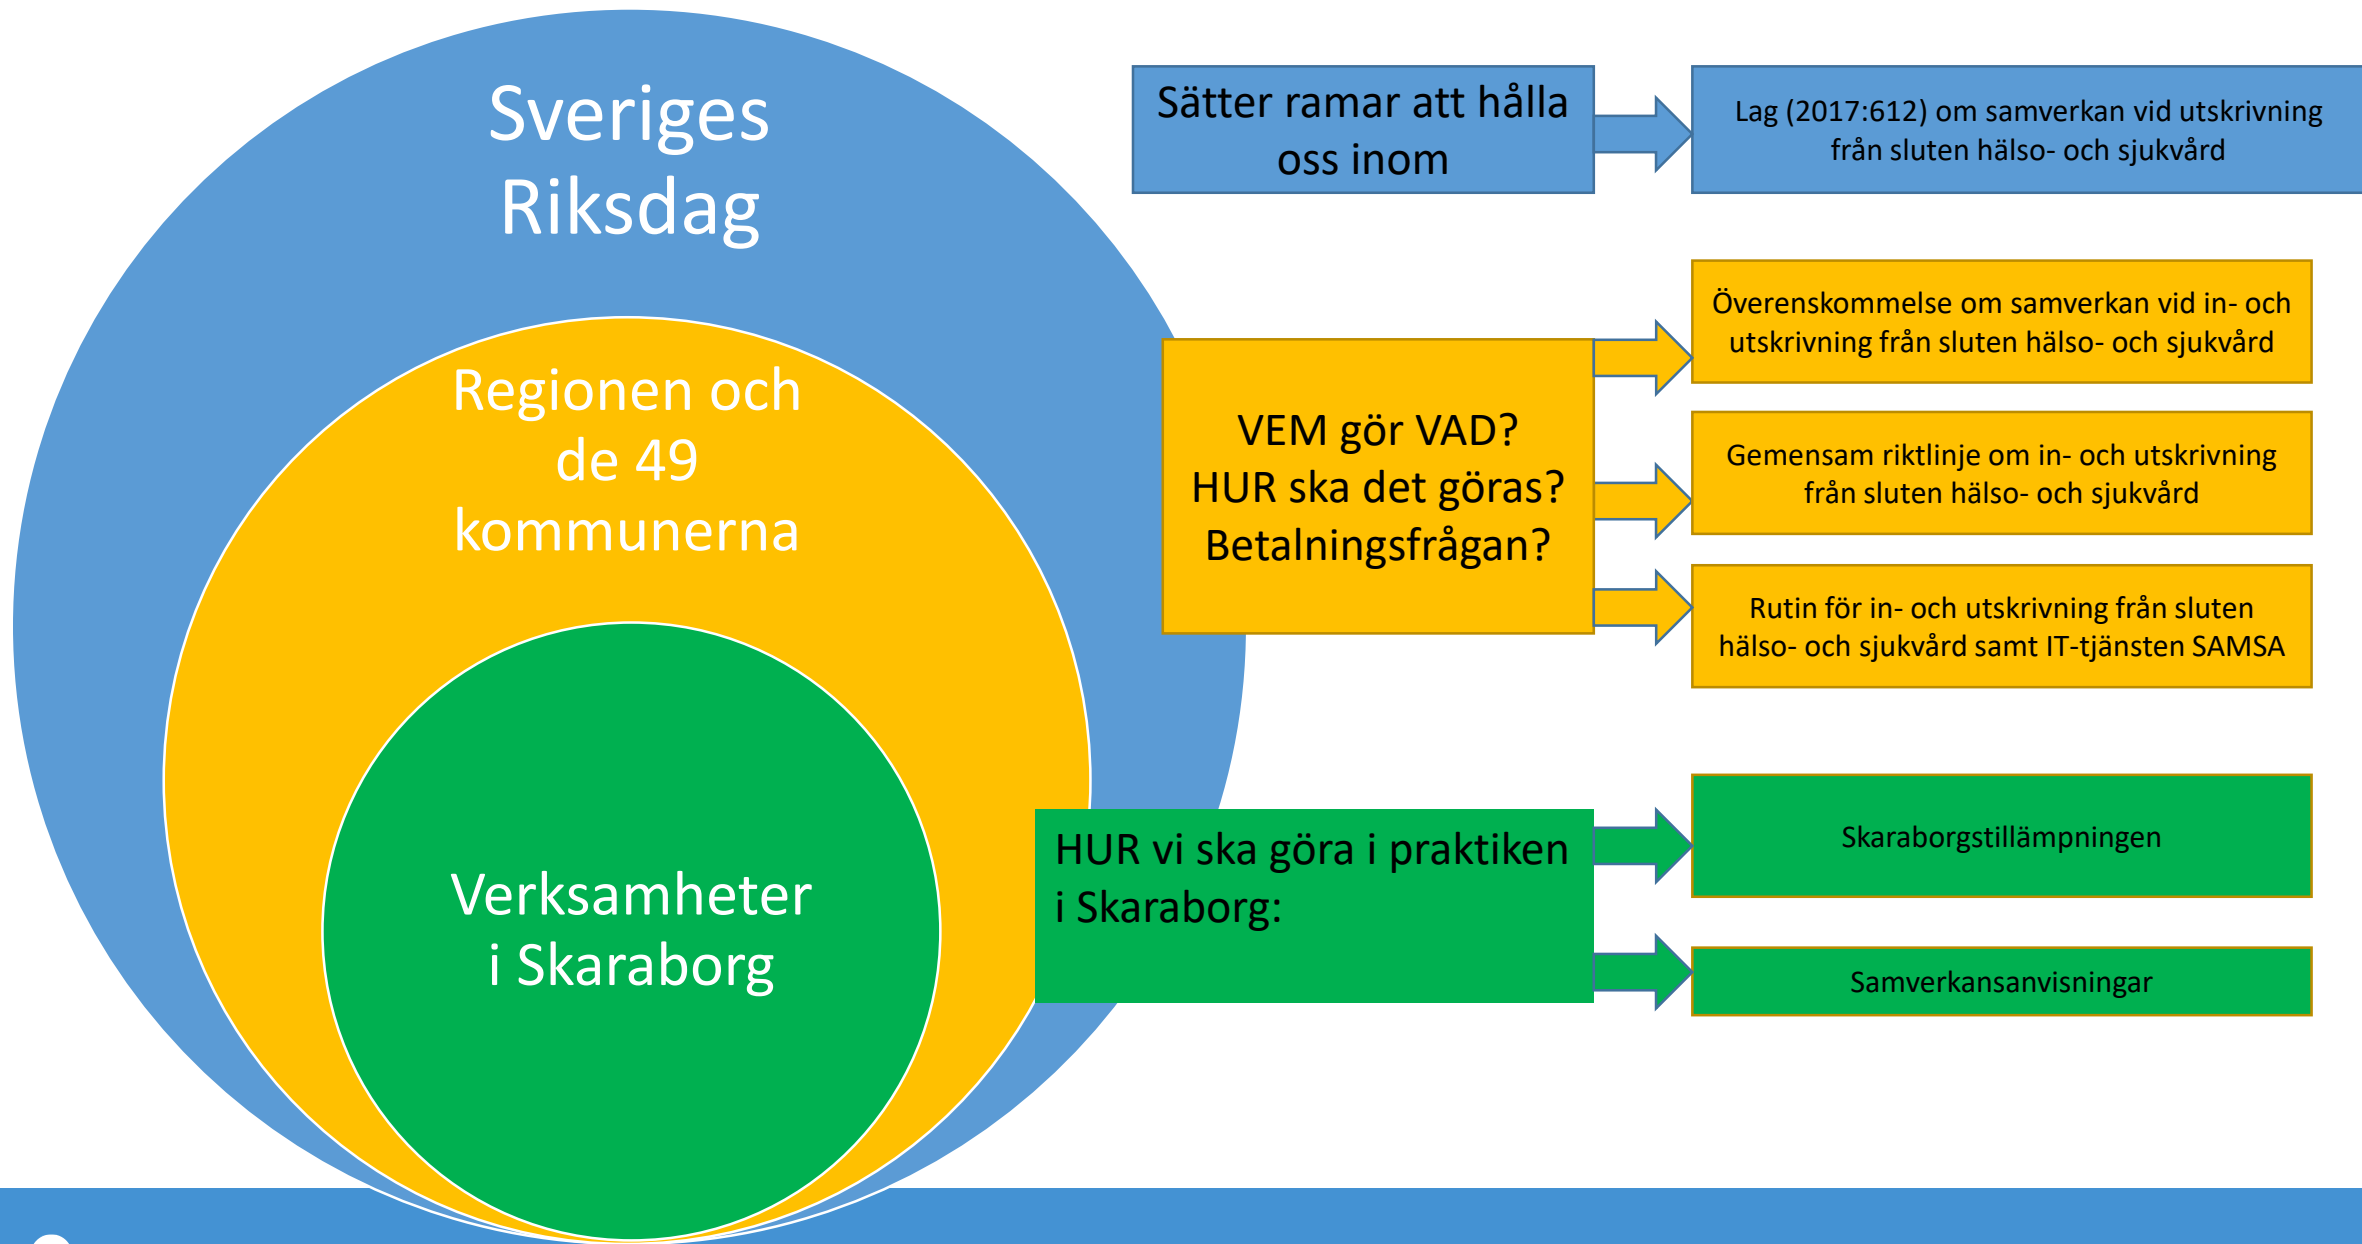 Sveriges
Riksdag
Regionen och
de 49
kommunerna
Verksamheter
i Skaraborg
Sätter ramar att hålla
oss inom
Lag (2017:612) om samverkan vid utskrivning
från sluten hälso- och sjukvård
VEM gör VAD?
HUR ska det göras?
Betalningsfrågan?
Överenskommelse om samverkan vid in- och
utskrivning från sluten hälso- och sjukvård
Gemensam riktlinje om in- och utskrivning
från sluten hälso- och sjukvård
Rutin för in- och utskrivning från sluten
hälso- och sjukvård samt IT-tjänsten SAMSA
HUR vi ska göra i praktiken
i Skaraborg:
Skaraborgstillämpningen
Samverkansanvisningar